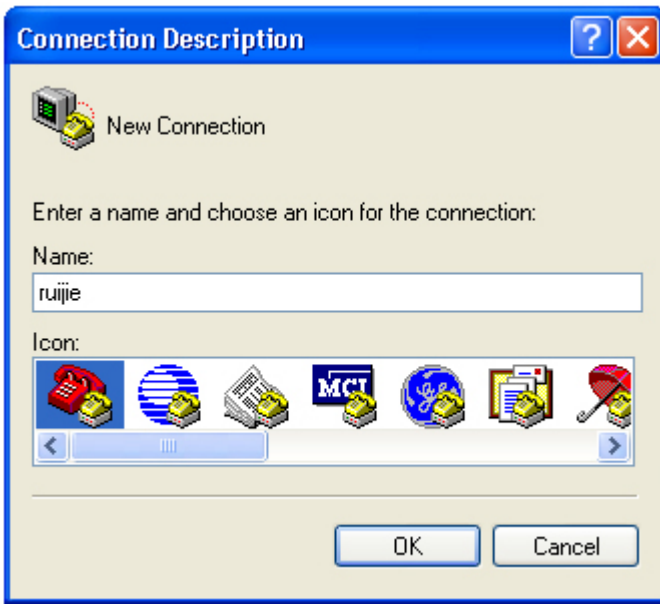 Connection Description
New Connection
Enter a name and choose an icon for the connection:
Name:
ruijie
Icon:
MCI
OK
Cancel